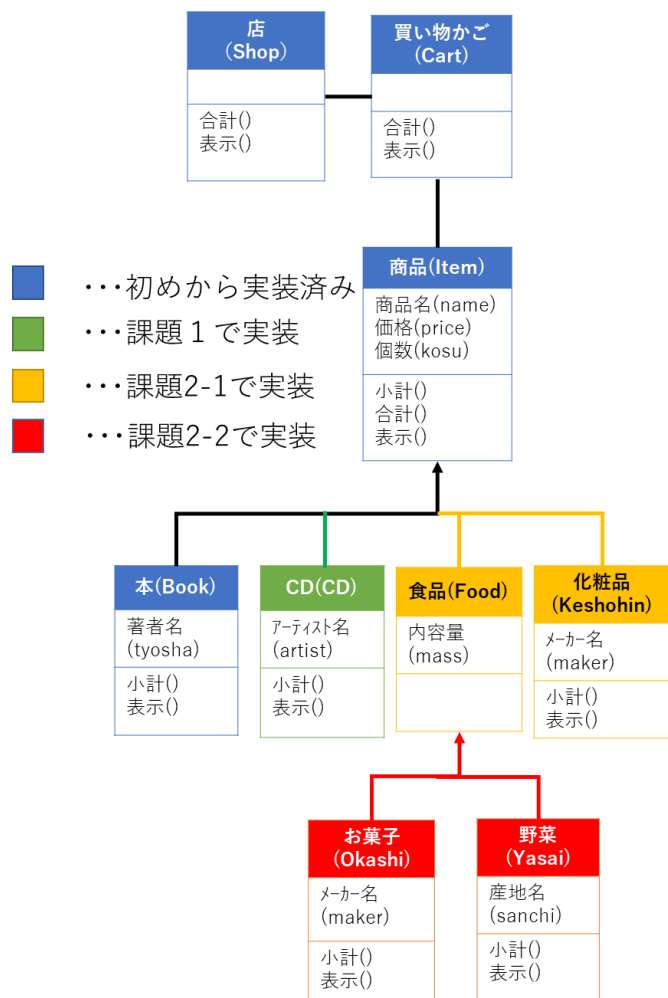 店
(Shop)
合計()
表示()
買い物かご
(Cart)
合計()
表示()
商品(Item)
商品名(name)
価格(price)
個数(kosu)
小計()
合計()
表示()
・・・初めから実装済み
・・・課題１で実装
・・・課題2-1で実装
・・・課題2-2で実装
本(Book)
著者名
(tyosha)
小計()
表示()
CD(CD)
ｱｰﾃｨｽﾄ名
(artist)
小計()
表示()
食品(Food)
内容量
(mass)
化粧品
(Keshohin)
ﾒｰｶｰ名
(maker)
小計()
表示()
お菓子
(Okashi)
ﾒｰｶｰ名
(maker)
小計()
表示()
野菜
(Yasai)
産地名
(sanchi)
小計()
表示()